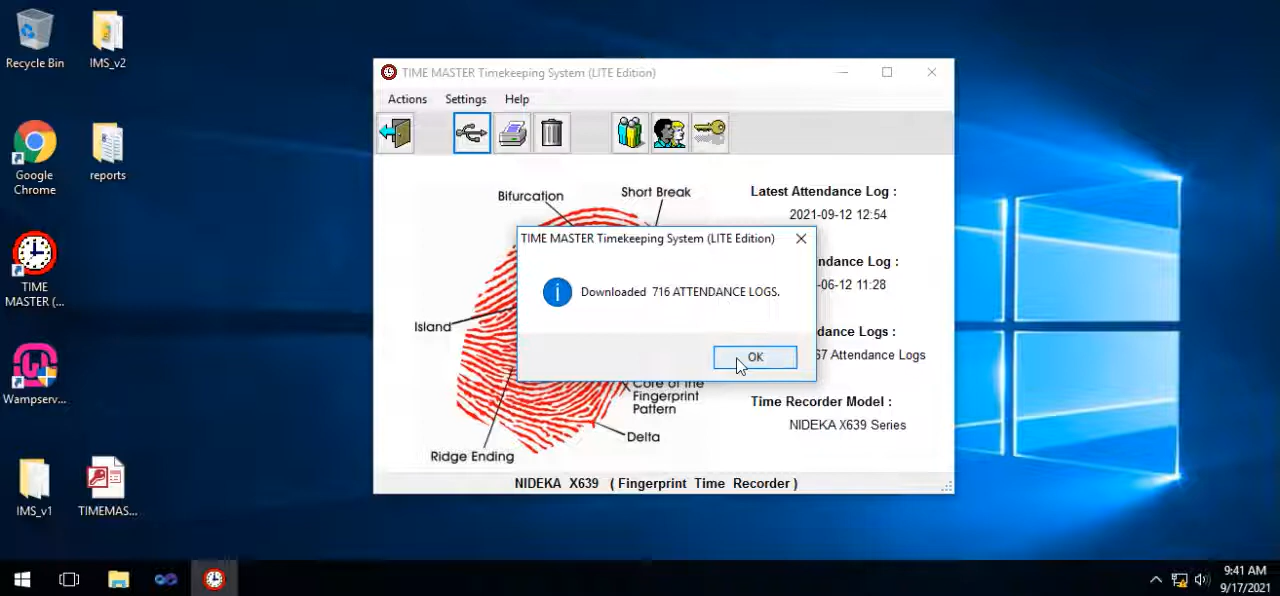 Recycle Bin
IMS_v2
Google
Chrome
reports
TIME
MASTER (...
Wampserv...
IMS_v1
TIMEMAS...
TIME MASTER Timekeeping System (LITE Edition)
Actions Settings Help
Bifurcation
Short Break
Island
Ridge Ending
Core of the
Fingerprint
Pattern
Delta
Latest Attendance Log :
2021-09-12 12:54
ndance Log :
-06-12 11:28
dance Logs :
67 Attendance Logs
Time Recorder Model :
NIDEKA X639 Series
TIME MASTER Timekeeping System (LITE Edition)
Downloaded 716 ATTENDANCE LOGS.
OK
NIDEKA X639 ( Fingerprint Time Recorder )
9:41 AM
9/17/2021